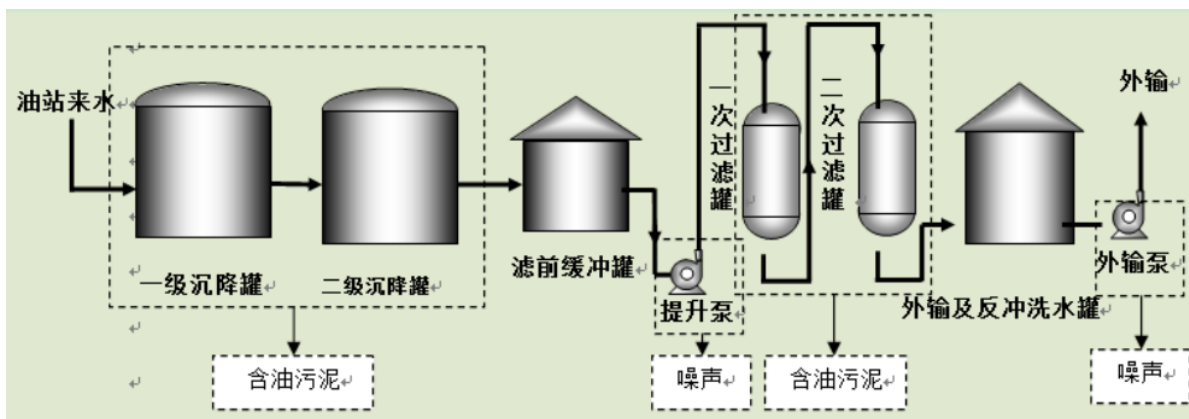 油站来水
一级沉降罐
二级沉降罐
含油污泥
滤前缓冲罐
提升泵
噪声
一次过滤罐
二次过滤罐
含油污泥
外输及反冲洗水罐
外输
外输泵
噪声